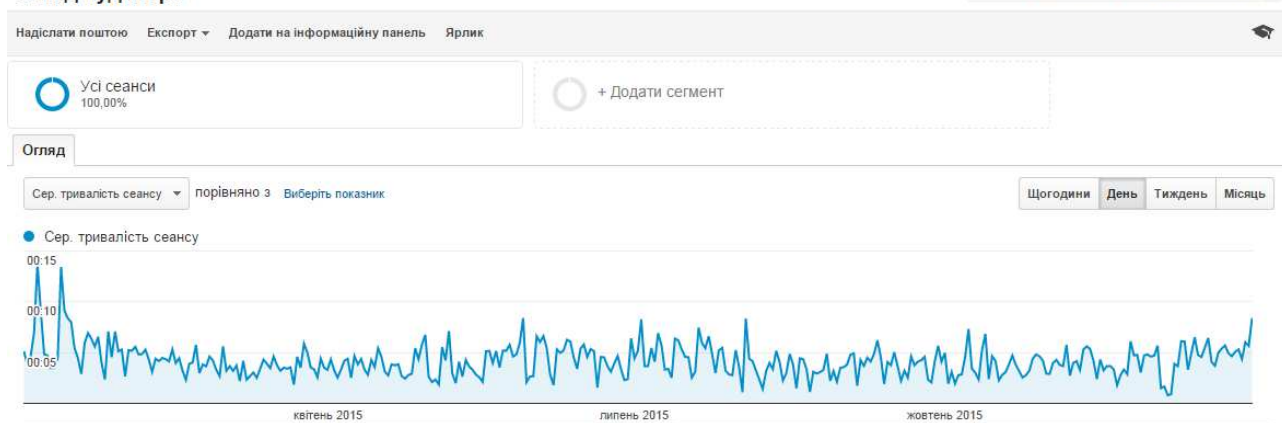 Надіслати поштою Експорт Додати на інформаційну панель Ярлик
Усі сеанси
100,00%
+ Додати сегмент
Огляд
Сер. тривалість сеансу порівняно з Виберіть показник
Щогодини День Тиждень Місяць
Сер. тривалість сеансу
00:15
00:10
00:05
квітень 2015 липень 2015 жовтень 2015